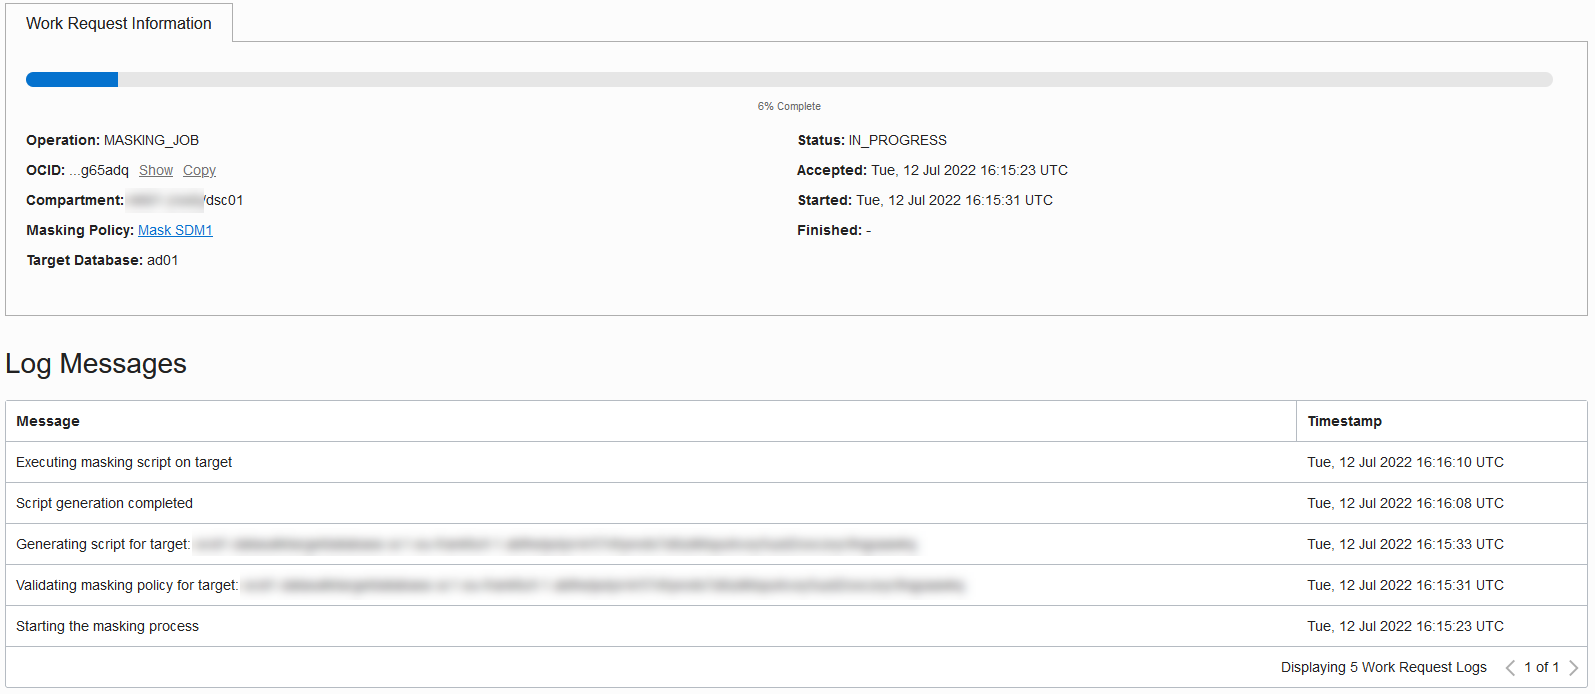 Work Request Information
6% Complete
Operation: MASKING_JOB
OCID: ...g65adq Show Copy
Compartment: /dsc01
Masking Policy: Mask SDM1
Target Database: ad01
Status: IN_PROGRESS
Accepted: Tue, 12 Jul 2022 16:15:23 UTC
Started: Tue, 12 Jul 2022 16:15:31 UTC
Finished: -
Log Messages
Message Timestamp
Executing masking script on target Tue, 12 Jul 2022 16:16:10 UTC
Script generation completed Tue, 12 Jul 2022 16:16:08 UTC
Generating script for target: Tue, 12 Jul 2022 16:15:33 UTC
Validating masking policy for target: Tue, 12 Jul 2022 16:15:31 UTC
Starting the masking process Tue, 12 Jul 2022 16:15:23 UTC
Displaying 5 Work Request Logs 1 of 1